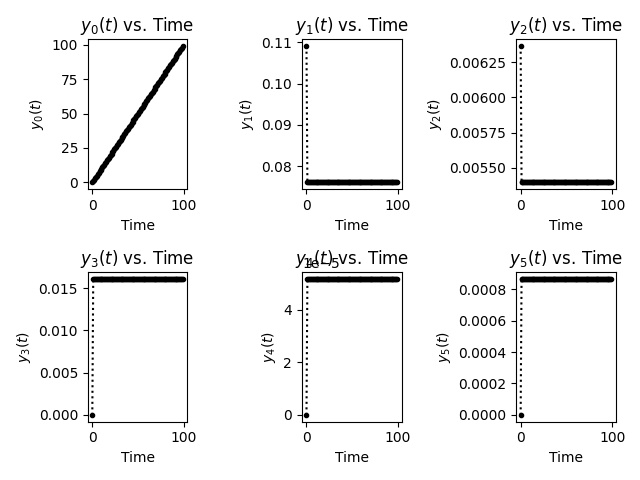 y₀(t) vs. Time
100
75
50
25
0
y₀(t)
0 100
Time
y₁(t) vs. Time
0.11
0.10
0.09
0.08
y₁(t)
0 100
Time
y₂(t) vs. Time
0.00625
0.00600
0.00575
0.00550
y₂(t)
0 100
Time
y₃(t) vs. Time
0.015
0.010
0.005
0.000
y₃(t)
0 100
Time
y₄(t) vs. Time
1e−5
4
2
0
y₄(t)
0 100
Time
y₅(t) vs. Time
0.0008
0.0006
0.0004
0.0002
0.0000
y₅(t)
0 100
Time